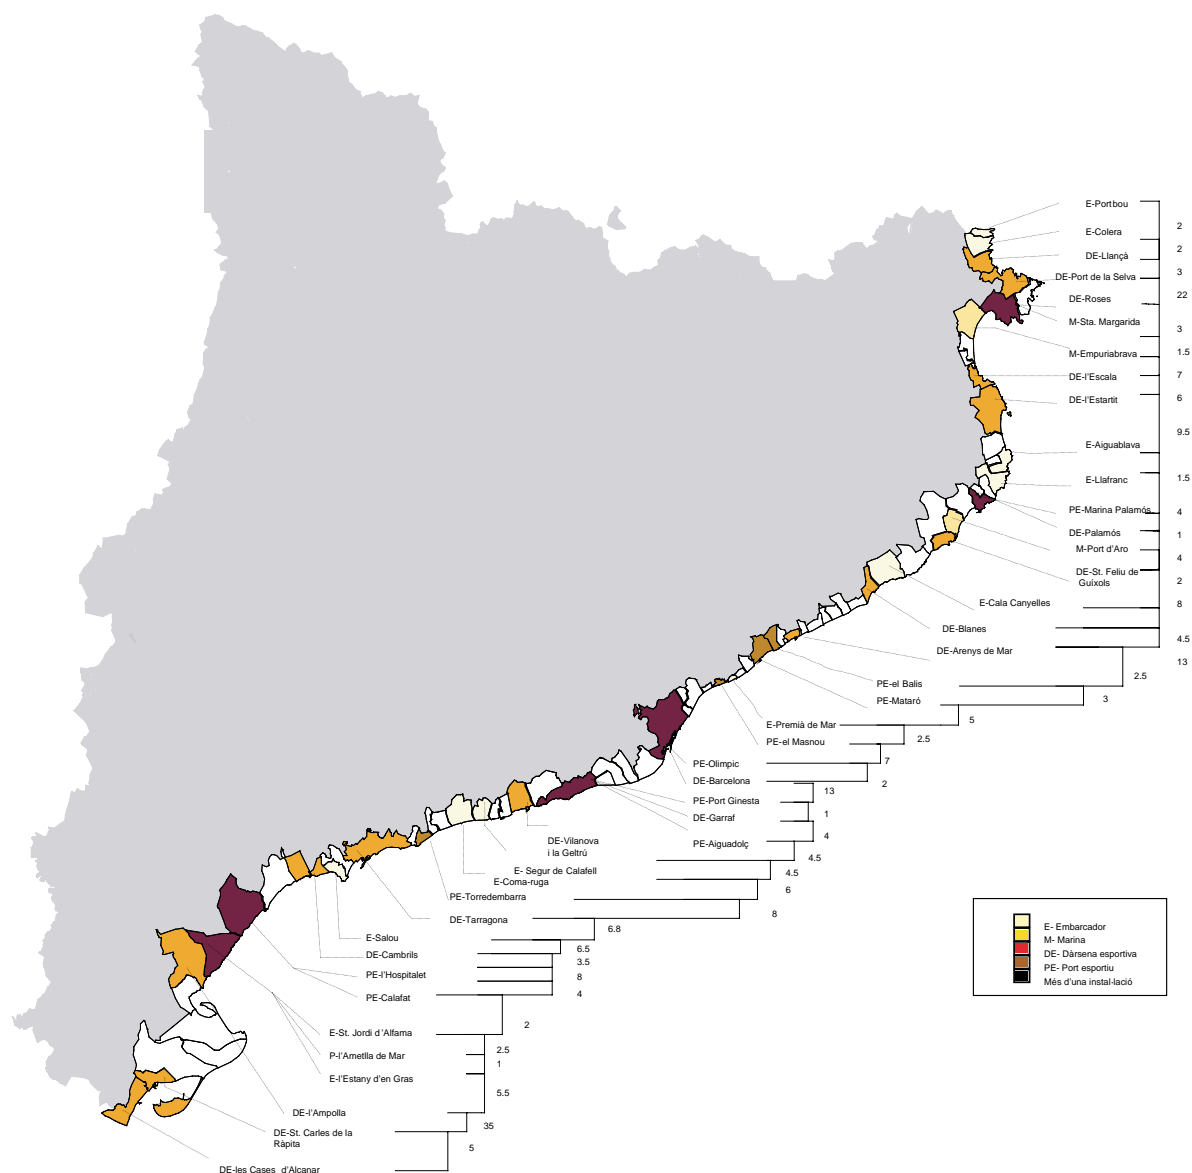 E-Portbou
2
E-Colera
2
DE-Llançà
3
DE-Port de la Selva
22
DE-Roses
M-Sta. Margarida
3
M-Empuriabrava
1.5
DE-l'Escala
7
DE-l'Estartit
6
9.5
E-Aiguablava
1.5
E-Llafranc
PE-Marina Palamós
4
DE-Palamós
1
M-Port d'Aro
4
DE-St. Feliu de
Guíxols
2
E-Cala Canyelles
8
DE-Blanes
4.5
DE-Arenys de Mar
13
2.5
PE-el Balis
PE-Mataró
3
E-Premià de Mar
5
PE-el Masnou
2.5
PE-Olimpic
7
DE-Barcelona
2
PE-Port Ginesta
13
DE-Garraf
1
DE-Vilanova
i la Geltrú
PE-Aiguadolç
4
4.5
E- Segur de Calafell
4.5
E-Coma-ruga
6
PE-Torredembarra
8
DE-Tarragona
6.8
E-Salou
6.5
DE-Cambrils
3.5
PE-l'Hospitalet
8
PE-Calafat
4
E-St. Jordi d'Alfama
2
P-l'Ametlla de Mar
2.5
1
E-l'Estany d'en Gras
5.5
DE-l'Ampolla
35
DE-St. Carles de la
Ràpita
5
DE-les Cases d'Alcanar
E- Embarcador
M- Marina
DE- Dàrsena esportiva
PE- Port esportiu
Més d'una instal·lació